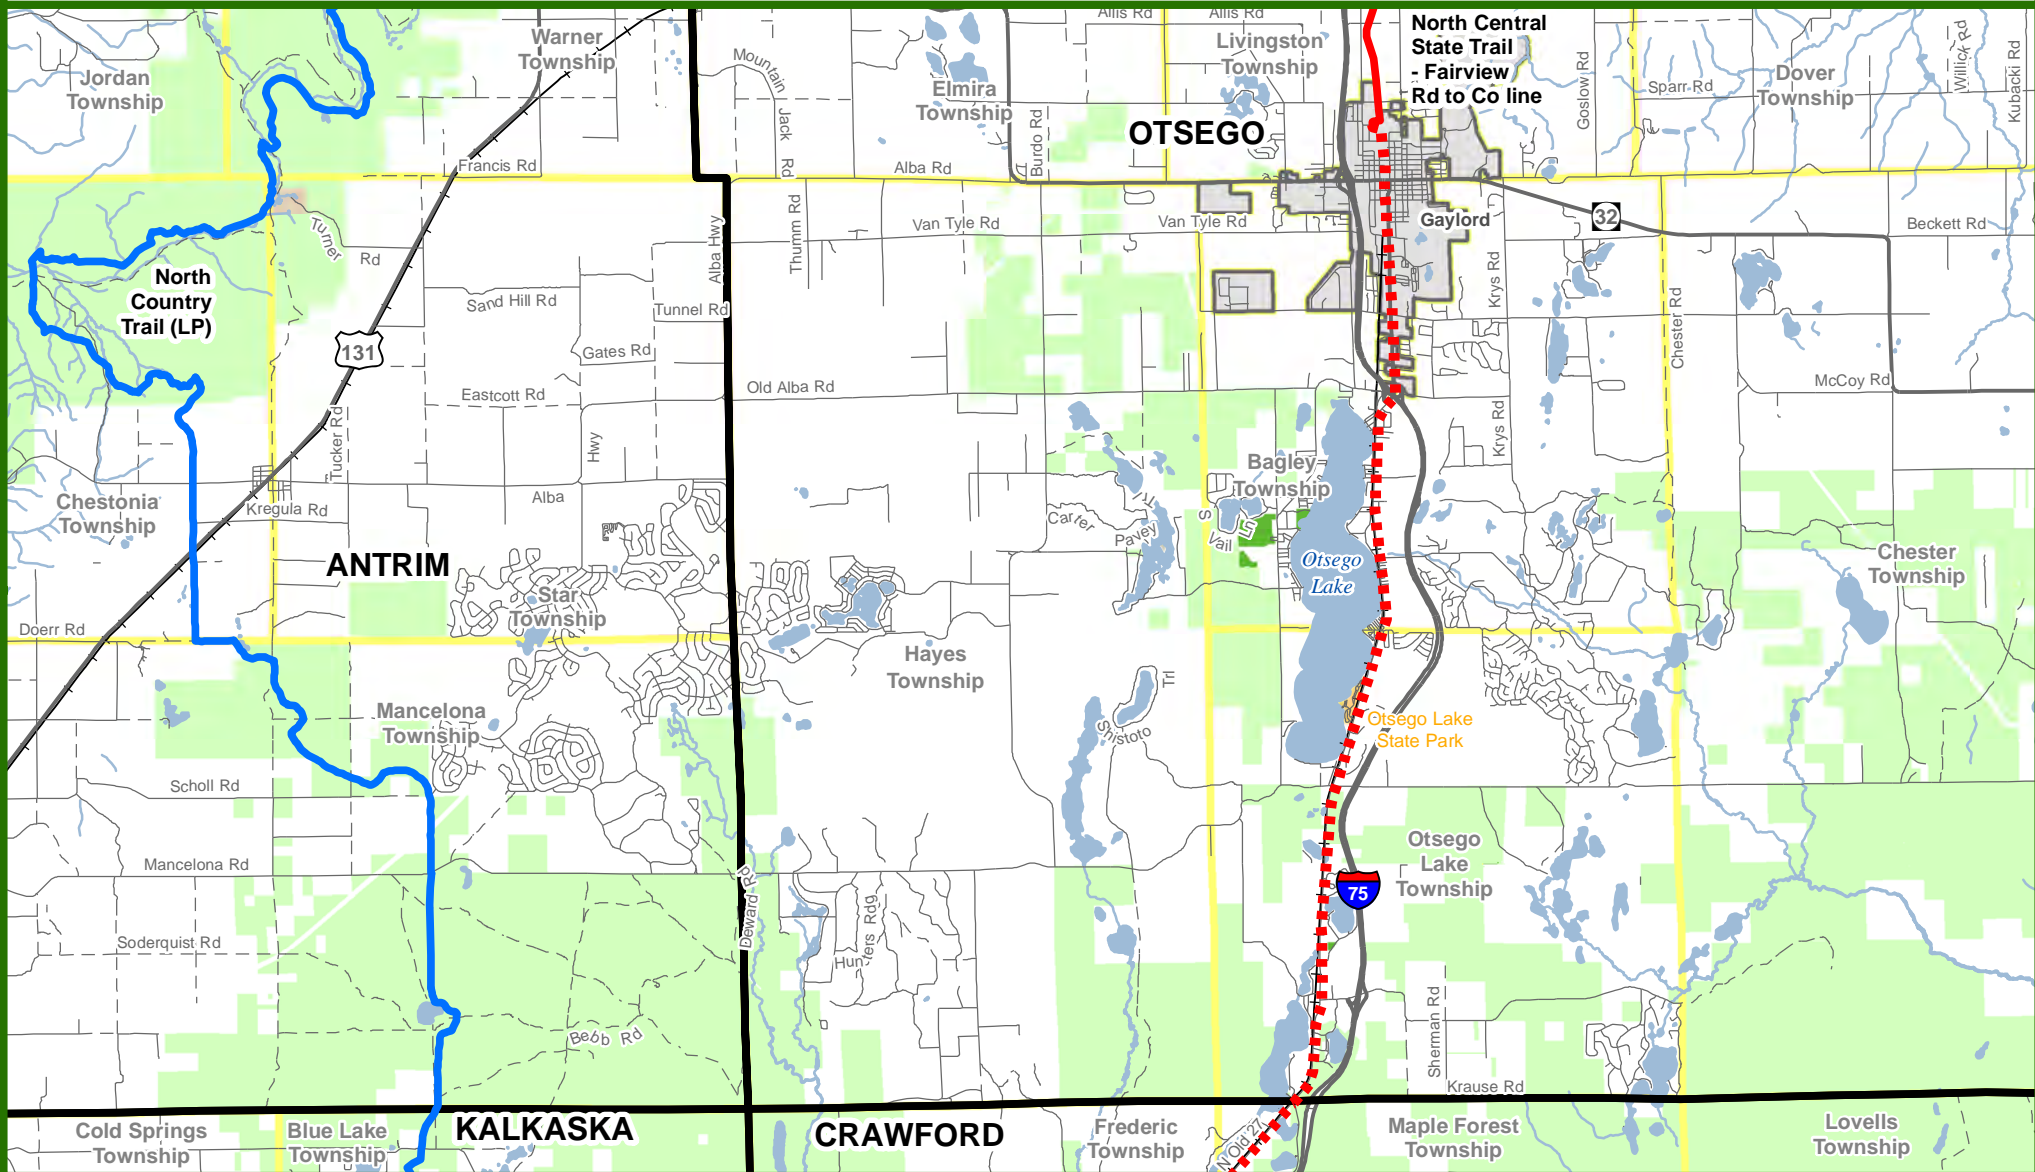 Allis Rd
Allis Rd
Warner
Township
Livingston
Township
North Central
State Trail
- Fairview
Rd to Co line
Jordan
Township
Mountain
Jack
Rd
Elmira
Township
Burdo Rd
OTSEGO
Goslow Rd
Sparr Rd
Dover
Township
Willick Rd
Kubacki Rd
Francis Rd
Alba Rd
Turner
Rd
Alba Hwy
Thumm Rd
Van Tyle Rd
Van Tyle Rd
Gaylord
32
Beckett Rd
North
Country
Trail (LP)
Sand Hill Rd
Tunnel Rd
Krys Rd
Chester Rd
131
Gates Rd
Eastcott Rd
Old Alba Rd
McCoy Rd
Tucker Rd
Hwy
Krys Rd
Bagley
Township
Chestonia
Township
Alba
Kregula Rd
Carter
Pavey
S
Vail
Ln
ANTRIM
Otsego
Lake
Chester
Township
Star
Township
Doerr Rd
Hayes
Township
Trl
Shistoto
Mancelona
Township
Otsego Lake
State Park
Scholl Rd
Mancelona Rd
Otsego
Lake
Township
75
Deward Rd
Hunters Rd
Soderquist Rd
Bebb Rd
Sherman Rd
Krause Rd
Cold Springs
Township
Blue Lake
Township
KALKASKA
CRAWFORD
Frederic
Township
N Old 27
Maple Forest
Township
Lovells
Township